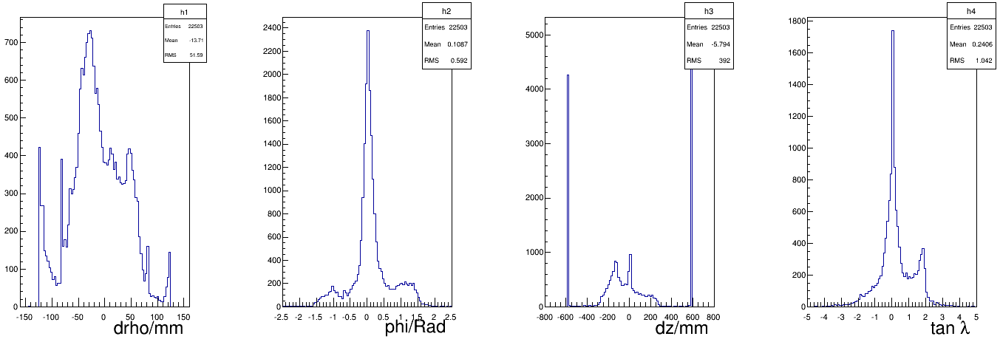 h1
Entries 22503
Mean -13.71
RMS 51.59
700
600
500
400
300
200
100
0
-150 -100 -50 0 50 100 150
drho/mm
h2
Entries 22503
Mean 0.1087
RMS 0.592
2400
2200
2000
1800
1600
1400
1200
1000
800
600
400
200
0
-2.5 -2 -1.5 -1 -0.5 0 0.5 1 1.5 2 2.5
phi/Rad
h3
Entries 22503
Mean -5.794
RMS 392
5000
4000
3000
2000
1000
0
-800 -600 -400 -200 0 200 400 600 800
dz/mm
h4
Entries 22503
Mean 0.2406
RMS 1.042
1800
1600
1400
1200
1000
800
600
400
200
0
-5 -4 -3 -2 -1 0 1 2 3 4 5
tan λ